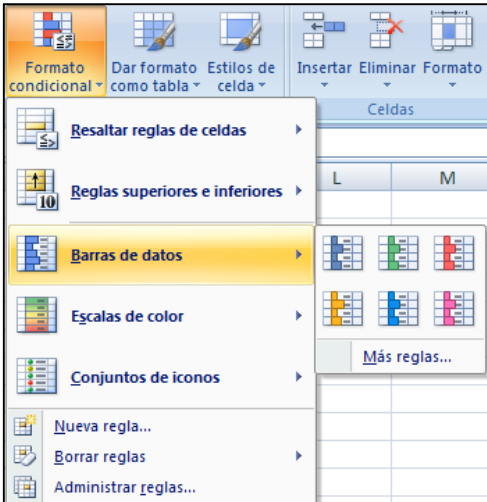 Formato condicional
Dar formato como tabla
Estilos de celda
Insertar
Eliminar
Formato
Celdas
L
M
≤≥
Resaltar reglas de celdas
10
Reglas superiores e inferiores
Barras de datos
Escalas de color
Conjuntos de iconos
Más reglas...
Nueva regla...
Borrar reglas
Administrar reglas...